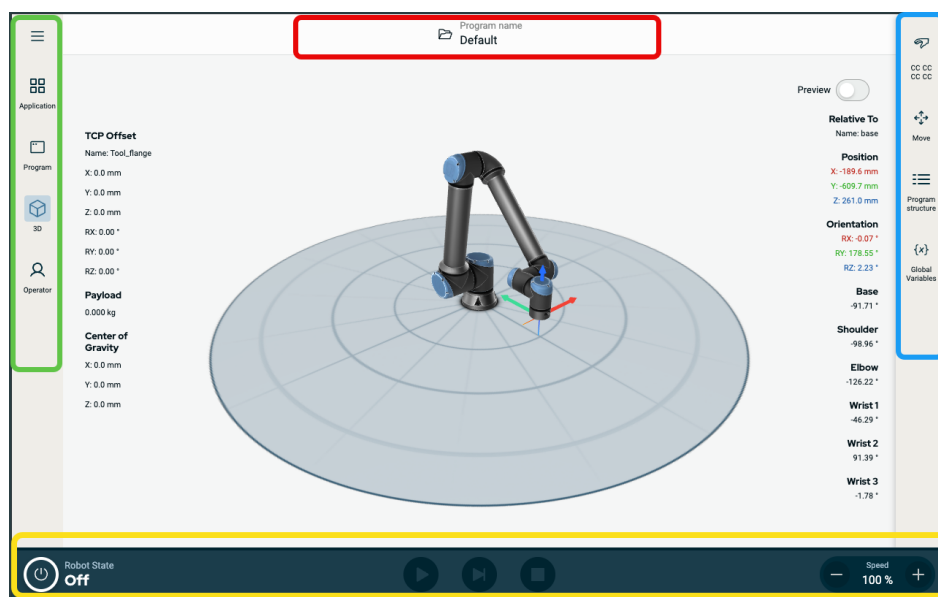 Program name
Default
Application
Program
3D
Operator
TCP Offset
Name: Tool_flange
X: 0.0 mm
Y: 0.0 mm
Z: 0.0 mm
RX: 0.00 °
RY: 0.00 °
RZ: 0.00 °
Payload
0.000 kg
Center of
Gravity
X: 0.0 mm
Y: 0.0 mm
Z: 0.0 mm
Preview
Relative To
Name: base
Position
X: -189.6 mm
Y: -609.7 mm
Z: 261.0 mm
Orientation
RX: -0.07 °
RY: 178.55 °
RZ: 2.23 °
Base
-91.71 °
Shoulder
-98.96 °
Elbow
-126.22 °
Wrist 1
-46.29 °
Wrist 2
91.39 °
Wrist 3
-1.78 °
CC CC
CC CC
Move
Program
structure
{x}
Global
Variables
Robot State
Off
Speed
100 %